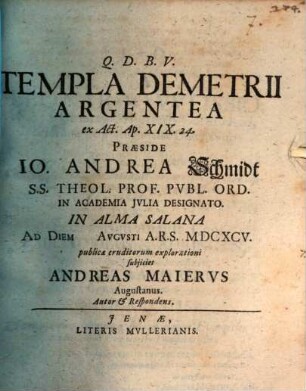 Q. D. B. V.
TEMPLA DEMETRII
ARGENTEA
ex Act. Ap. XIX. 24.
PRÆSIDE
IO. ANDREA Schmidt
S.S. THEOL. PROF. PVBL. ORD.
IN ACADEMIA JVLIA DESIGNATO.
IN ALMA SALANA
AD DIEM AVGVSTI A.R.S. MDCXCV.
publicæ eruditorum explorationi
subjiciet
ANDREAS MAIERVS
Augustanus.
Autor & Respondens.
JENÆ,
LITERIS MVLLERIANIS.